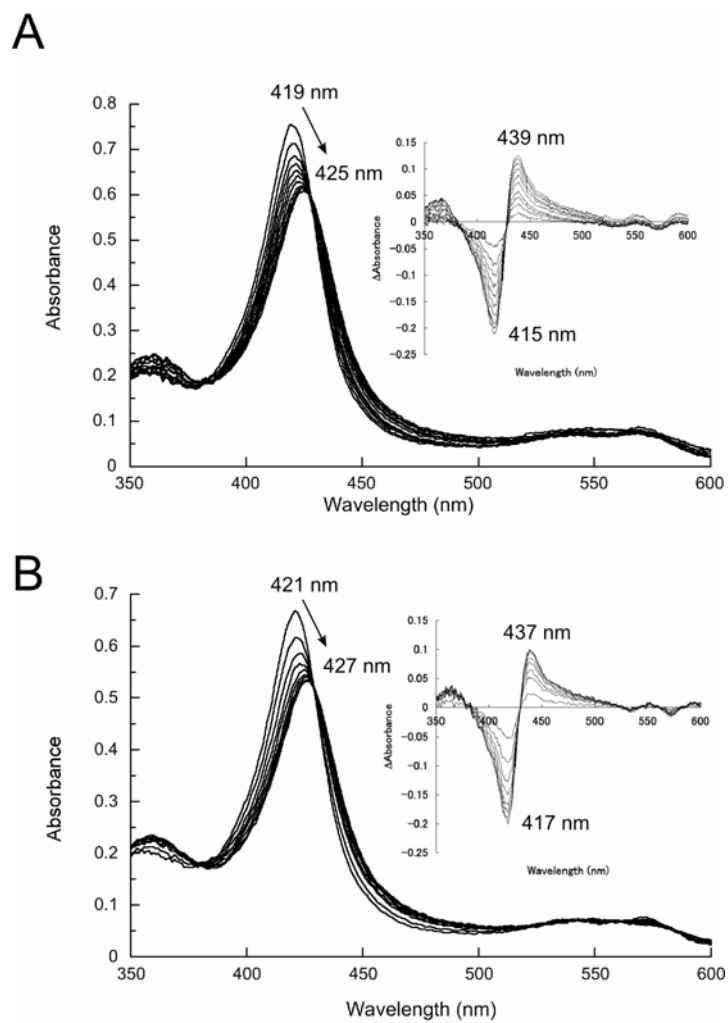 A
419 nm
425 nm
Absorbance
0.8
0.7
0.6
0.5
0.4
0.3
0.2
0.1
0
350 400 450 500 550 600
Wavelength (nm)
439 nm
ΔAbsorbance
0.15
0.1
0.05
0
-0.05
-0.1
-0.15
-0.2
-0.25
350 400 450 500 550 600
415 nm
Wavelength (nm)
B
421 nm
427 nm
Absorbance
0.7
0.6
0.5
0.4
0.3
0.2
0.1
0
350 400 450 500 550 600
Wavelength (nm)
437 nm
ΔAbsorbance
0.15
0.1
0.05
0
-0.05
-0.1
-0.15
-0.2
-0.25
350 400 450 500 550 600
417 nm
Wavelength (nm)